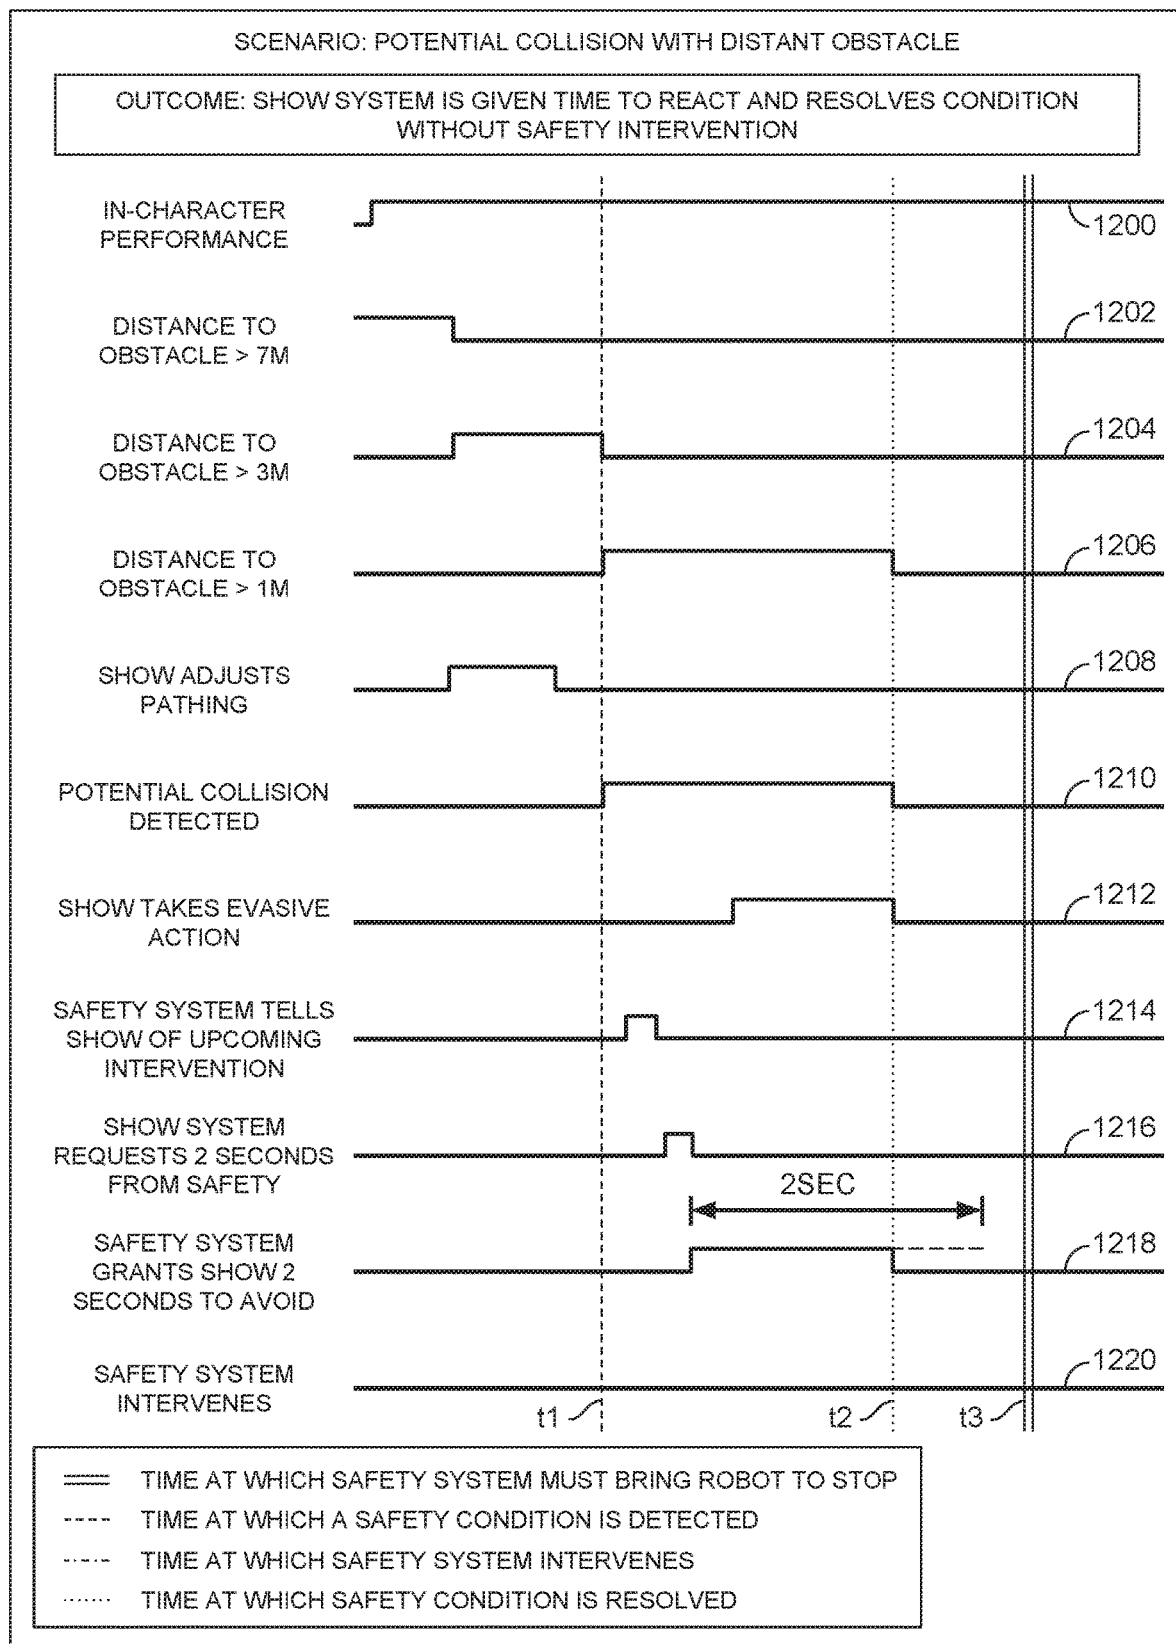 SCENARIO: POTENTIAL COLLISION WITH DISTANT OBSTACLE
OUTCOME: SHOW SYSTEM IS GIVEN TIME TO REACT AND RESOLVES CONDITION
WITHOUT SAFETY INTERVENTION
IN-CHARACTER
PERFORMANCE
1200
DISTANCE TO
OBSTACLE > 7M
1202
DISTANCE TO
OBSTACLE > 3M
1204
DISTANCE TO
OBSTACLE > 1M
1206
SHOW ADJUSTS
PATHING
1208
POTENTIAL COLLISION
DETECTED
1210
SHOW TAKES EVASIVE
ACTION
1212
SAFETY SYSTEM TELLS
SHOW OF UPCOMING
INTERVENTION
1214
SHOW SYSTEM
REQUESTS 2 SECONDS
FROM SAFETY
1216
2SEC
SAFETY SYSTEM
GRANTS SHOW 2
SECONDS TO AVOID
1218
SAFETY SYSTEM
INTERVENES
1220
t1
t2
t3
TIME AT WHICH SAFETY SYSTEM MUST BRING ROBOT TO STOP
TIME AT WHICH A SAFETY CONDITION IS DETECTED
TIME AT WHICH SAFETY SYSTEM INTERVENES
TIME AT WHICH SAFETY CONDITION IS RESOLVED